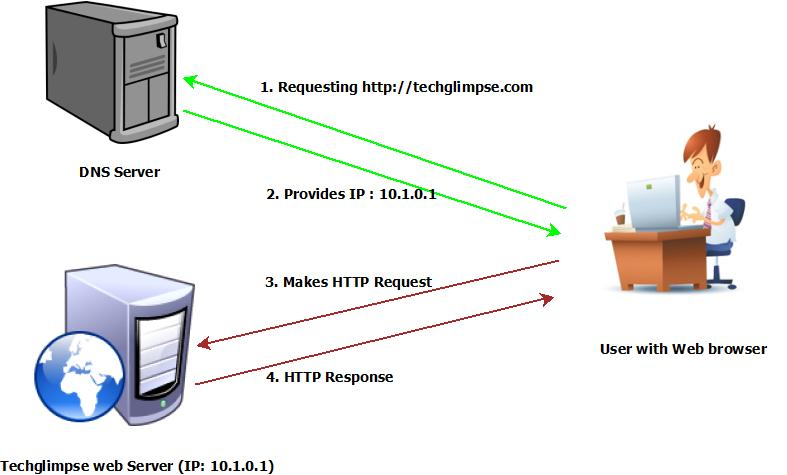 1. Requesting http://techglimpse.com
DNS Server
2. Provides IP : 10.1.0.1
3. Makes HTTP Request
User with Web browser
4. HTTP Response
Techglimpse web Server (IP: 10.1.0.1)